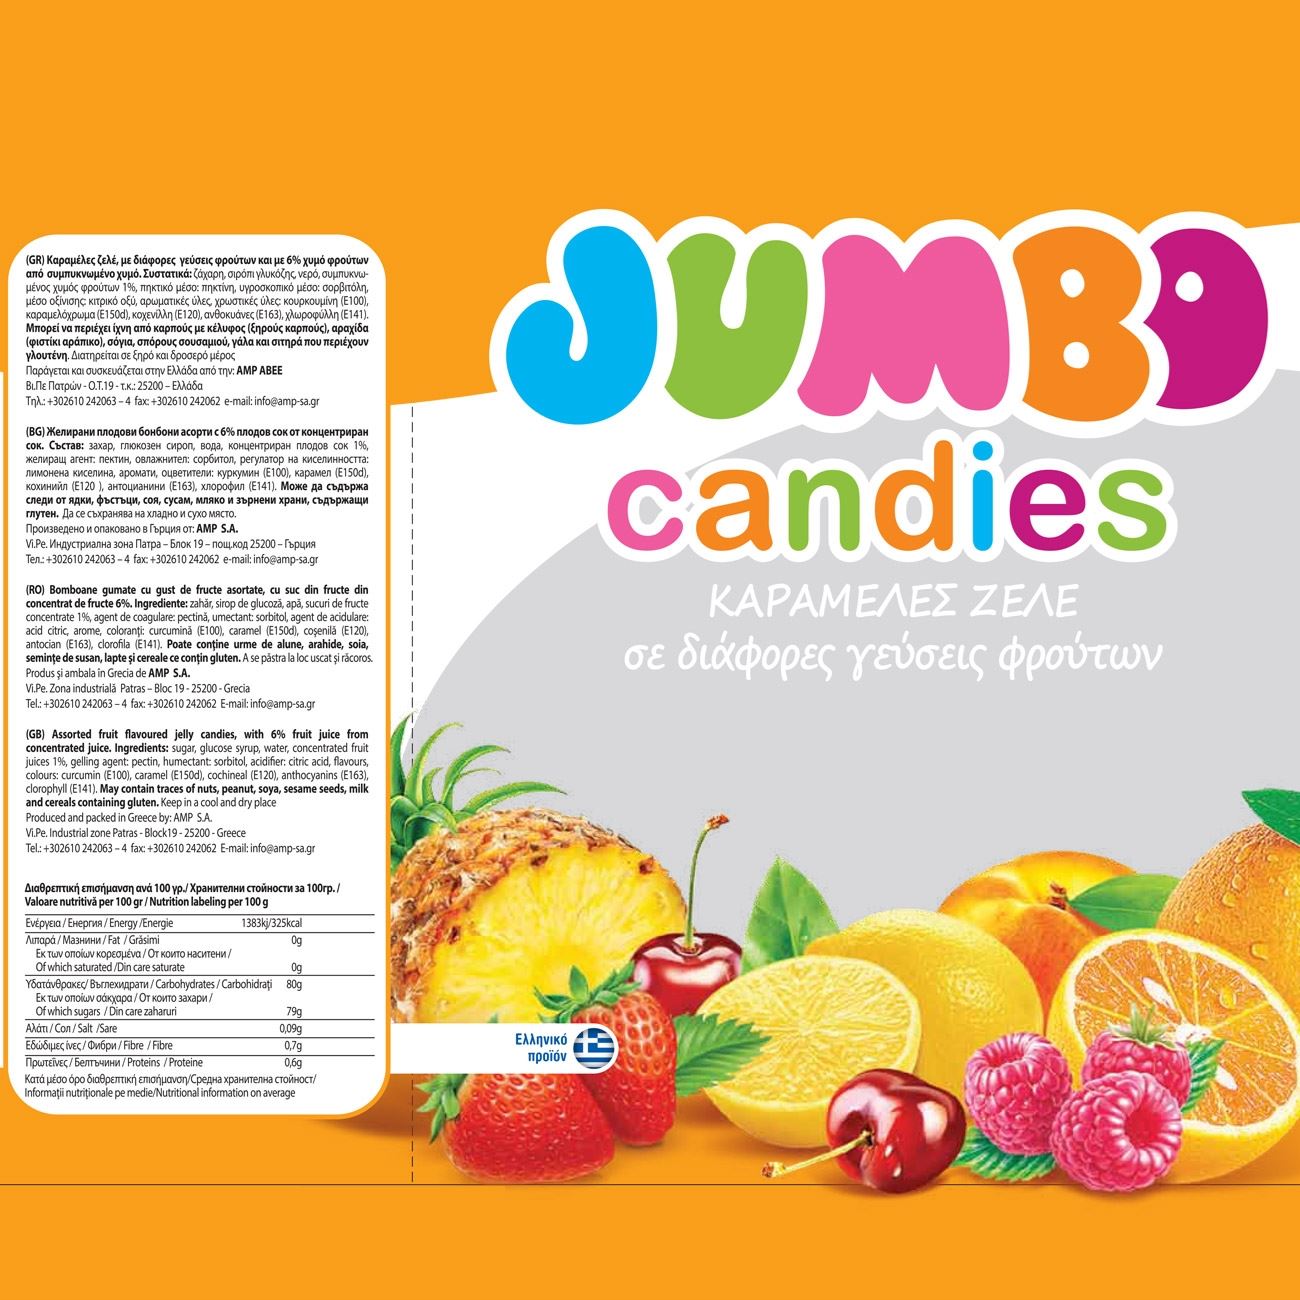 (GR) Καραμέλες ζελέ, με διάφορες γεύσεις φρούτων και με 6% χυμό φρούτων
από συμπυκνωμένο χυμό. Συστατικά: ζάχαρη, σιρόπι γλυκόζης, νερό, συμπυκνω-
μένος χυμός φρούτων 1%, πηκτικό μέσο: πηκτίνη, υγροσκοπικό μέσο: σορβιτόλη,
μέσο οξίνισης: κιτρικό οξύ, αρωματικές ύλες, χρωστικές ύλες: κουρκουμίνη (E100),
καραμελόχρωμα (E150d), κοχενίλλη (E120), ανθοκυάνες (E163), χλωροφύλλη (E141).
Μπορεί να περιέχει ίχνη από καρπούς με κέλυφος (ξηρούς καρπούς), αραχίδα
(φιστίκι αράπικο), σόγια, σπόρους σουσαμιού, γάλα και σιτηρά που περιέχουν
γλουτένη. Διατηρείται σε ξηρό και δροσερό μέρος
Παράγεται και συσκευάζεται στην Ελλάδα από την: AMP ABEE
Βι.Πε Πατρών - Ο.Τ.19 - τ.κ.: 25200 – Ελλάδα
Τηλ.: +302610 242063 – 4 fax: +302610 242062 e-mail: info@amp-sa.gr
(BG) Желирани плодови бонбони асорти с 6% плодов сок от концентриран
сок. Състав: захар, глюкозен сироп, вода, концентриран плодов сок 1%,
желиращ агент: пектин, овлажнител: сорбитол, регулатор на киселинността:
лимонена киселина, аромати, оцветители: куркумин (E100), карамел (E150d),
кохинийл (E120 ), антоцианини (E163), хлорофил (E141). Може да съдържа
следи от ядки, фъстъци, соя, сусам, мляко и зърнени храни, съдържащи
глутен. Да се съхранява на хладно и сухо място.
Произведено и опаковано в Гърция от: AMP S.A.
Vi.Pe. Индустриална зона Патра – Блок 19 – пощ.код 25200 – Гърция
Тел.: +302610 242063 – 4 fax: +302610 242062 e-mail: info@amp-sa.gr
(RO) Bomboane gumate cu gust de fructe asortate, cu suc din fructe din
concentrat de fructe 6%. Ingrediente: zahăr, sirop de glucoză, apă, sucuri de fructe
concentrate 1%, agent de coagulare: pectină, umectant: sorbitol, agent de acidulare:
acid citric, arome, coloranți: curcumină (E100), caramel (E150d), coșenilă (E120),
antocian (E163), clorofila (E141). Poate conține urme de alune, arahide, soia,
semințe de susan, lapte și cereale ce conțin gluten. A se păstra la loc uscat și răcoros.
Produs și ambala în Grecia de AMP S.A.
Vi.Pe. Zona industrială Patras – Bloc 19 - 25200 - Grecia
Tel.: +302610 242063 – 4 fax: +302610 242062 E-mail: info@amp-sa.gr
(GB) Assorted fruit flavoured jelly candies, with 6% fruit juice from
concentrated juice. Ingredients: sugar, glucose syrup, water, concentrated fruit
juices 1%, gelling agent: pectin, humectant: sorbitol, acidifier: citric acid, flavours,
colours: curcumin (E100), caramel (E150d), cochineal (E120), anthocyanins (E163),
clorophyll (E141). May contain traces of nuts, peanut, soya, sesame seeds, milk
and cereals containing gluten. Keep in a cool and dry place
Produced and packed in Greece by: AMP S.A.
Vi.Pe. Industrial zone Patras - Block19 - 25200 - Greece
Tel.: +302610 242063 – 4 fax: +302610 242062 E-mail: info@amp-sa.gr
Διαθρεπτική επισήμανση ανά 100 γρ./ Хранителни стойности за 100гр. /
Valoare nutritivă per 100 gr / Nutrition labeling per 100 g
Ενέργεια / Енергия / Energy /Energie 1383kj/325kcal
Λιπαρά / Мазнини / Fat / Grăsimi 0g
Εκ των οποίων κορεσμένα / От които наситени /
Of which saturated /Din care saturate 0g
Υδατάνθρακες/ Въглехидрати / Carbohydrates / Carbohidrați 80g
Εκ των οποίων σάκχαρα / От които захари /
Of which sugars / Din care zaharuri 79g
Αλάτι / Сол / Salt /Sare 0,09g
Εδώδιμες ίνες / Фибри / Fibre / Fibre 0,7g
Πρωτεΐνες / Белтъчини / Proteins / Proteine 0,6g
Κατά μέσο όρο διαθρεπτική επισήμανση/Средна хранителна стойност/
Informații nutriționale pe medie/Nutritional information on average
JUMBO
candies
ΚΑΡΑΜΕΛΕΣ ΖΕΛΕ
σε διάφορες γεύσεις φρούτων
Ελληνικό
προϊόν